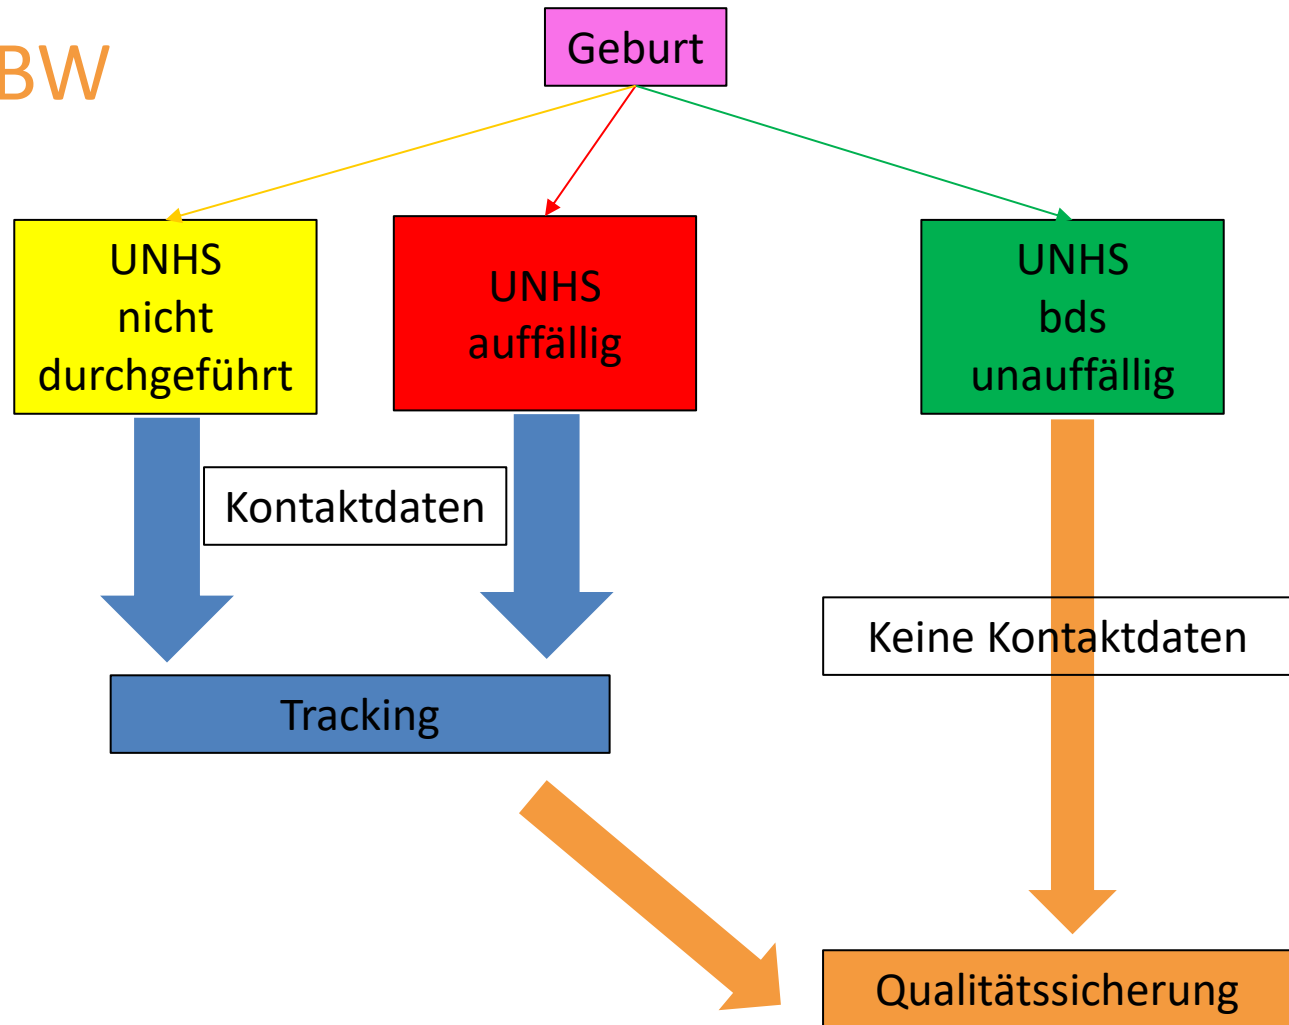 BW
Geburt
UNHS
nicht
durchgeführt
UNHS
auffällig
UNHS
bds
unauffällig
Kontaktdaten
Keine Kontaktdaten
Tracking
Qualitätssicherung